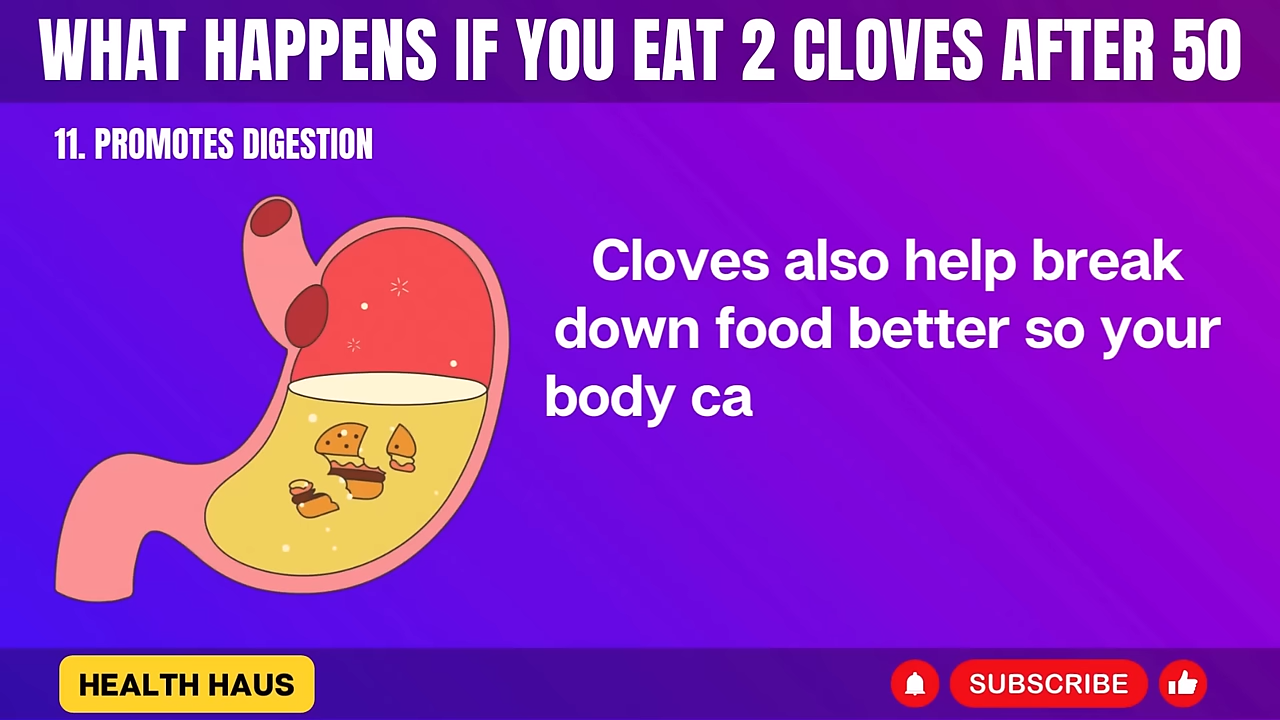 WHAT HAPPENS IF YOU EAT 2 CLOVES AFTER 50
11. PROMOTES DIGESTION
Cloves also help break
down food better so your
body ca
HEALTH HAUS
SUBSCRIBE